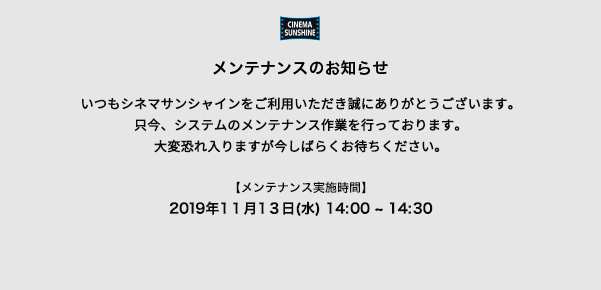 CINEMA
SUNSHINE
メンテナンスのお知らせ
いつもシネマサンシャインをご利用いただき誠にありがとうございます。
只今、システムのメンテナンス作業を行っております。
大変恐れ入りますが今しばらくお待ちください。
【メンテナンス実施時間】
2019年11月13日(水) 14:00 ~ 14:30